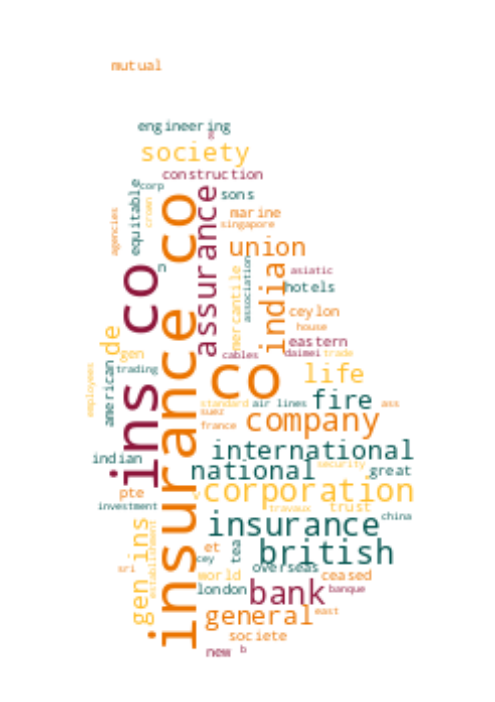 mutual
engineering
society
construction
corp
sons
equitable
crown
agencies
marine
singapore
assurance
union
insurance co
ins co
n
mercantile
association
india
asiatic
hotels
ceylon
house
eastern
de
gen
cables
daimei trade
trading
american
employees
co
life
standard
air lines
fire
ass
suez
france
company
international
indian
national
security
great
corporation
pte
investment
travaux
trust
china
insurance
gen ins
establishment
et
cey
tea
british
sri
overseas
world
ceased
london
bank
banque
general
east
societe
new
b